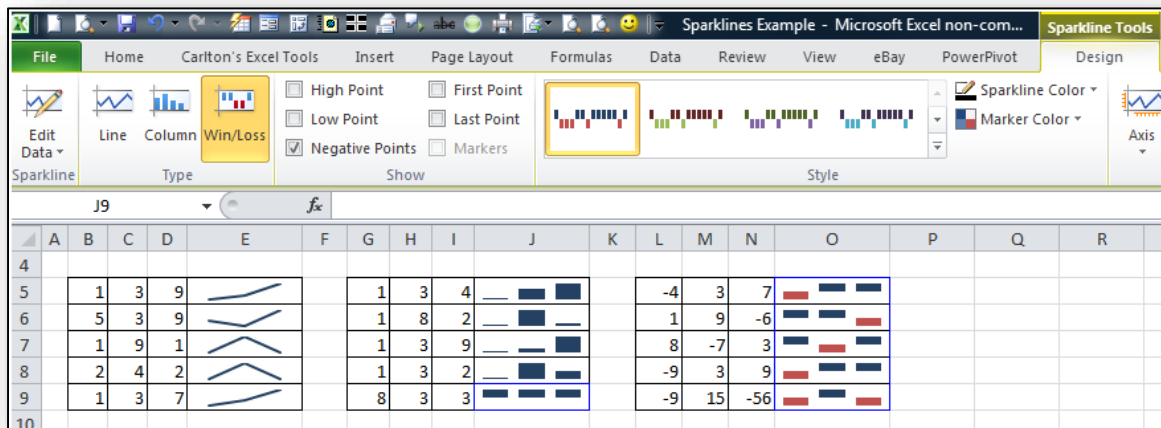 abc Sparklines Example - Microsoft Excel non-com... Sparkline Tools
File Home Carlton's Excel Tools Insert Page Layout Formulas Data Review View eBay PowerPivot Design
Edit Data Line Column Win/Loss
High Point First Point
Low Point Last Point
Negative Points Markers
Sparkline Color
Marker Color
Axis
Sparkline Type Show Style
J9 fx
A B C D E F G H I J K L M N O P Q R
4
5 1 3 9 1 3 4 -4 3 7
6 5 3 9 1 8 2 1 9 -6
7 1 9 1 1 3 9 8 -7 3
8 2 4 2 1 3 2 -9 3 9
9 1 3 7 8 3 3 -9 15 -56
10